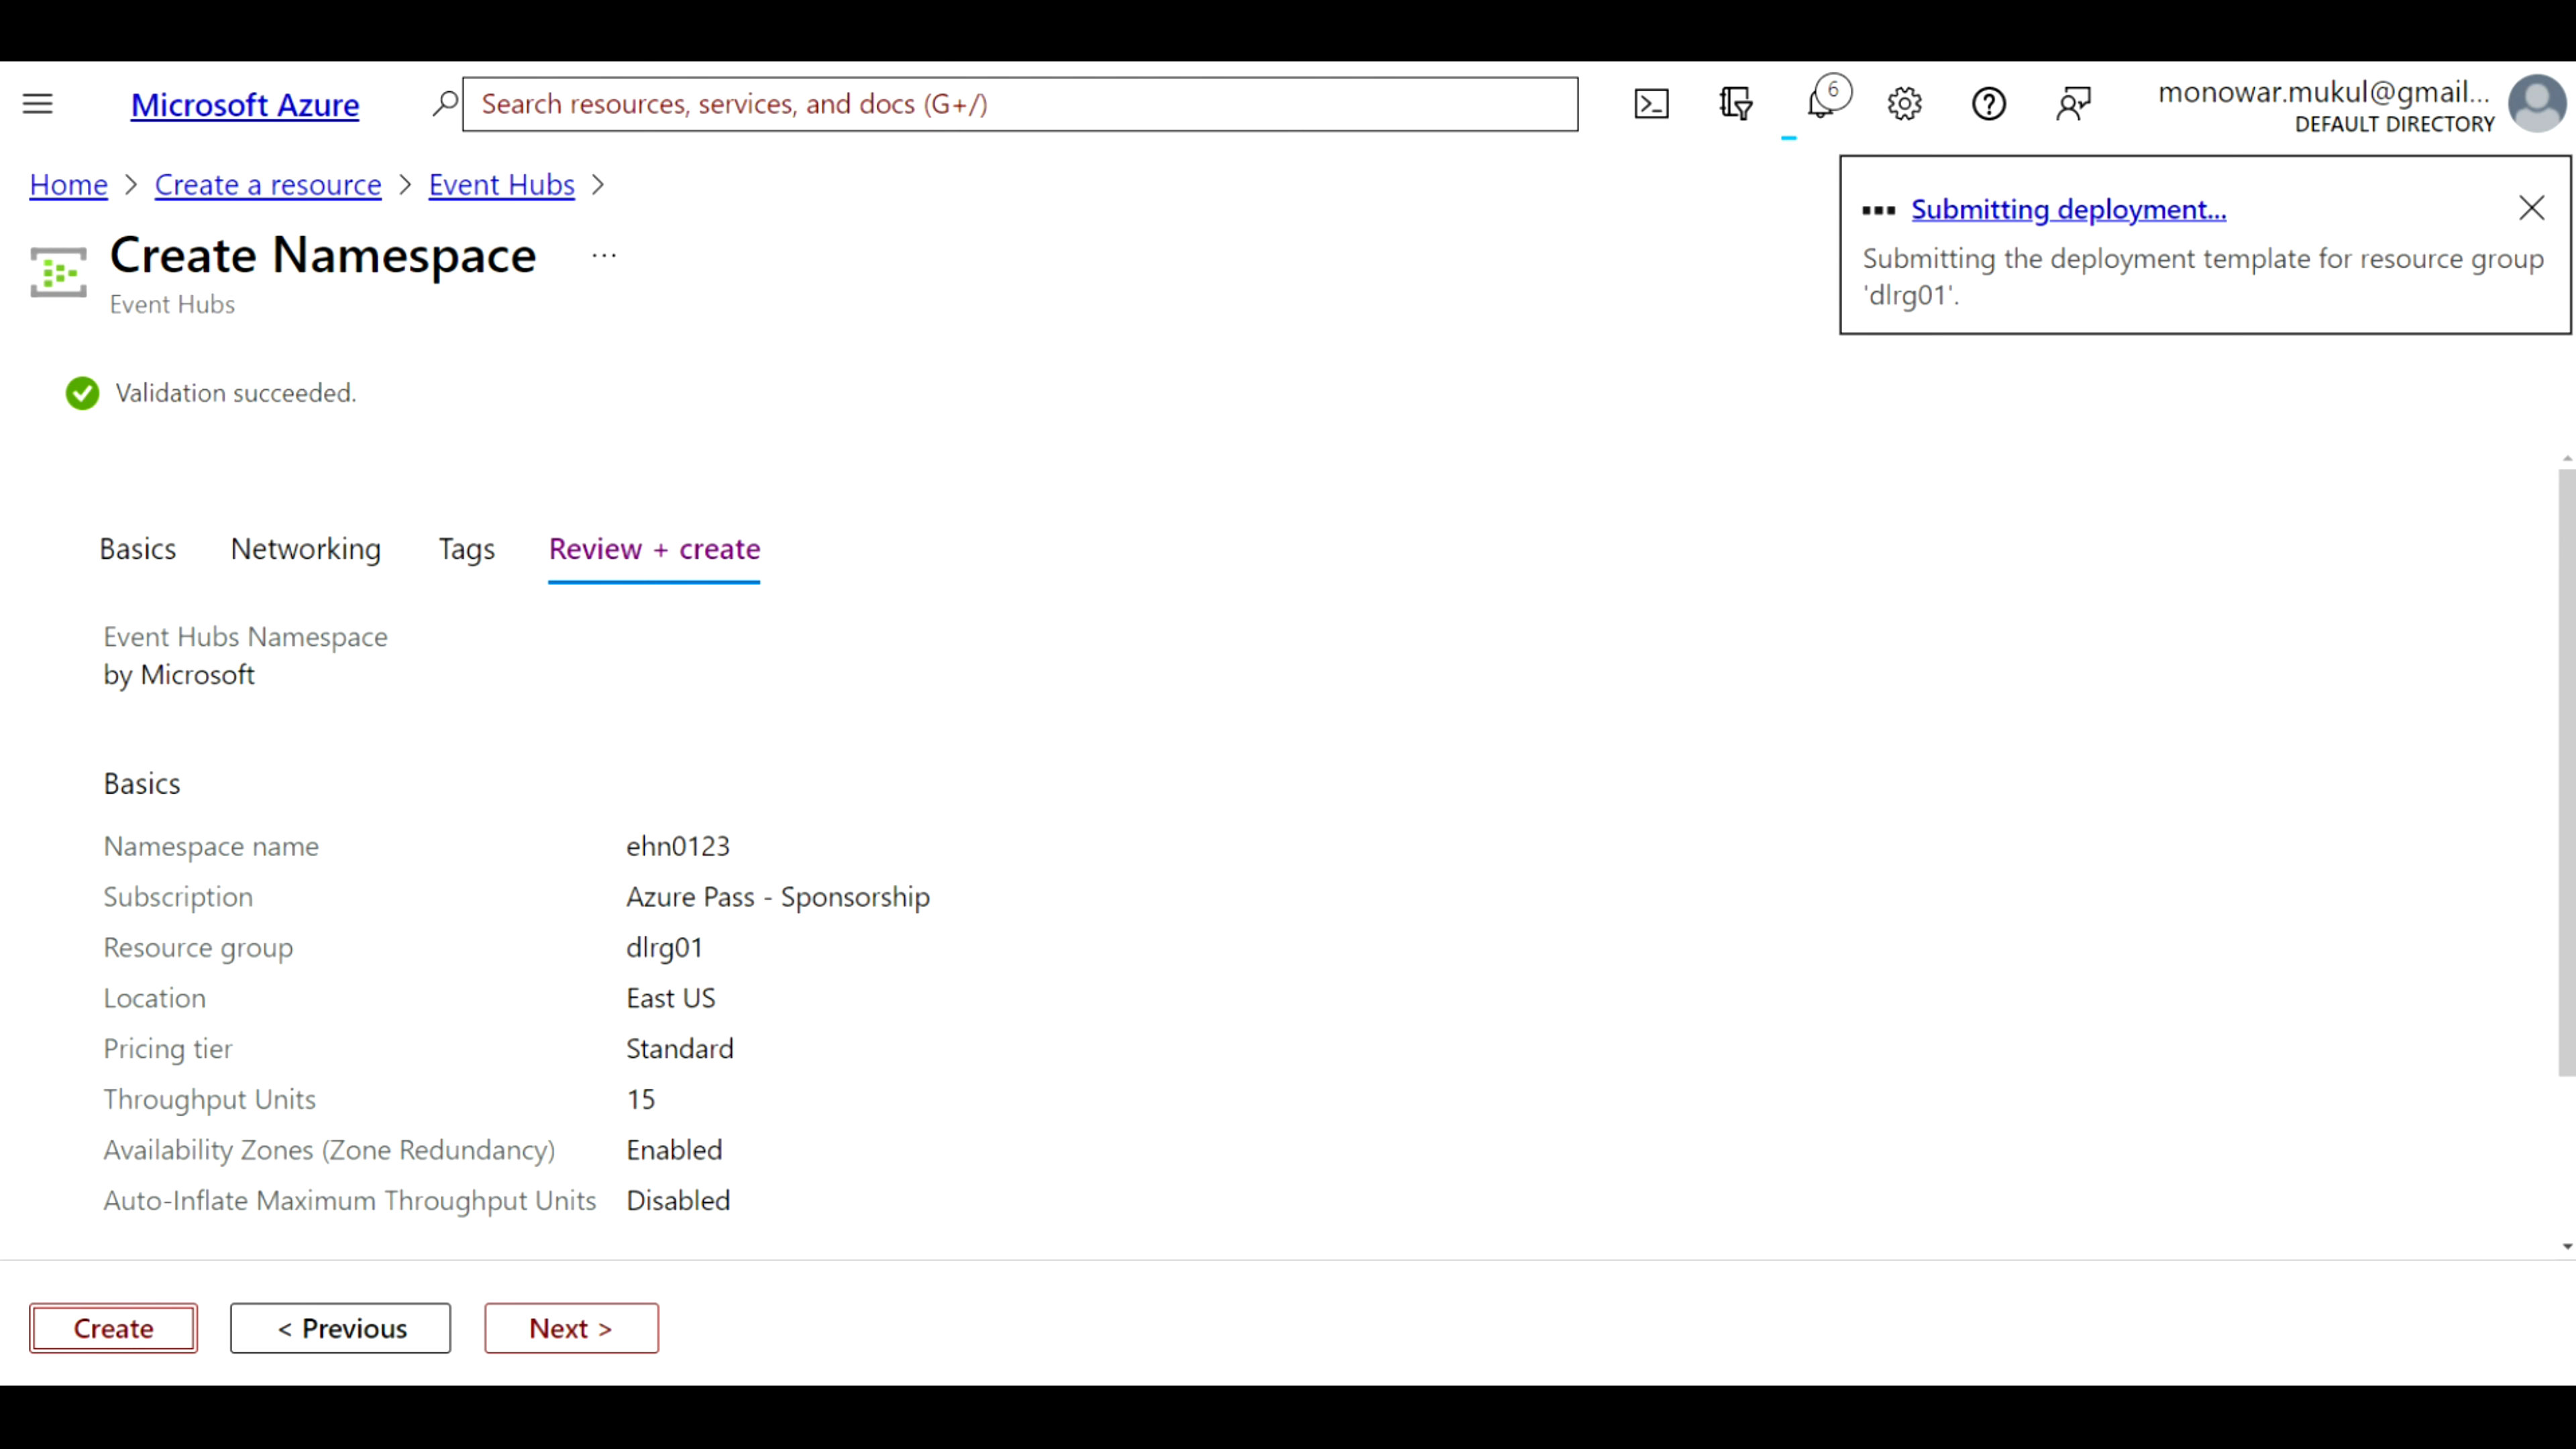 Microsoft Azure
Search resources, services, and docs (G+/)
6
monowar.mukul@gmail...
DEFAULT DIRECTORY
Home > Create a resource > Event Hubs >
Submitting deployment...
Submitting the deployment template for resource group
'dlrg01'.
Create Namespace ...
Event Hubs
Validation succeeded.
Basics Networking Tags Review + create
Event Hubs Namespace
by Microsoft
Basics
Namespace name ehn0123
Subscription Azure Pass - Sponsorship
Resource group dlrg01
Location East US
Pricing tier Standard
Throughput Units 15
Availability Zones (Zone Redundancy) Enabled
Auto-Inflate Maximum Throughput Units Disabled
Create < Previous Next >